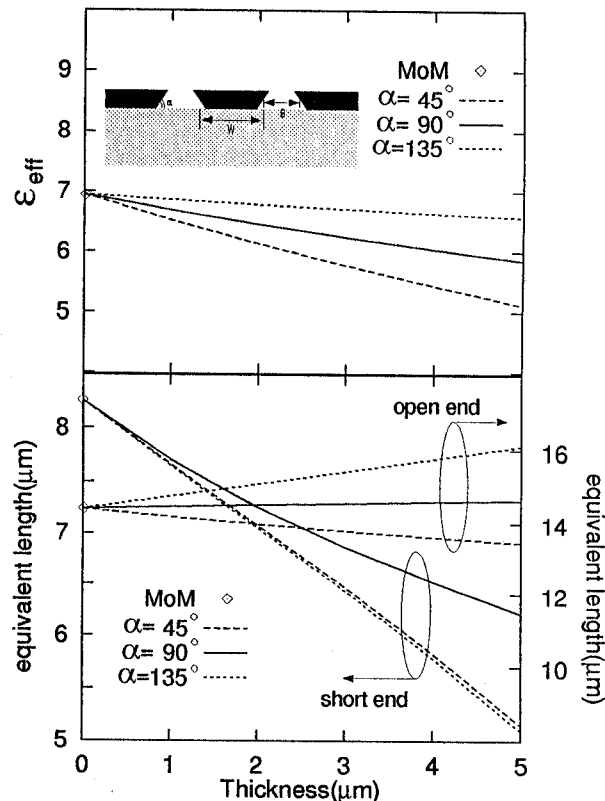 9
8
7
6
5
ε eff
MoM
α= 45°
α= 90°
α=135°
α
W
8
7
6
5
equivalent length(μm)
open end
short end
MoM
α= 45°
α= 90°
α=135°
16
14
12
10
equivalent length(μm)
0 1 2 3 4 5
Thickness(μm)